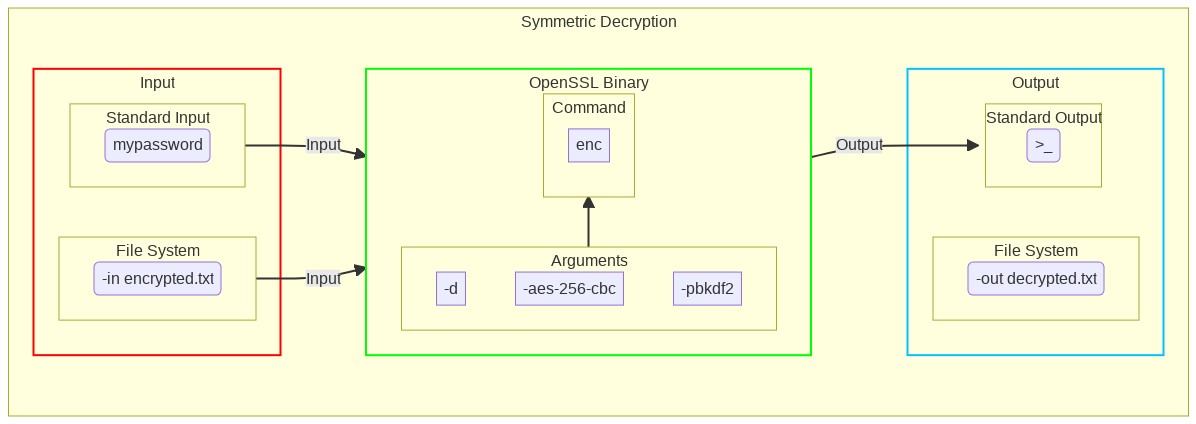 Symmetric Decryption
Input
Standard Input
mypassword
File System
-in encrypted.txt
Input
Input
OpenSSL Binary
Command
enc
Arguments
-d
-aes-256-cbc
-pbkdf2
Output
Output
Standard Output
>_
File System
-out decrypted.txt